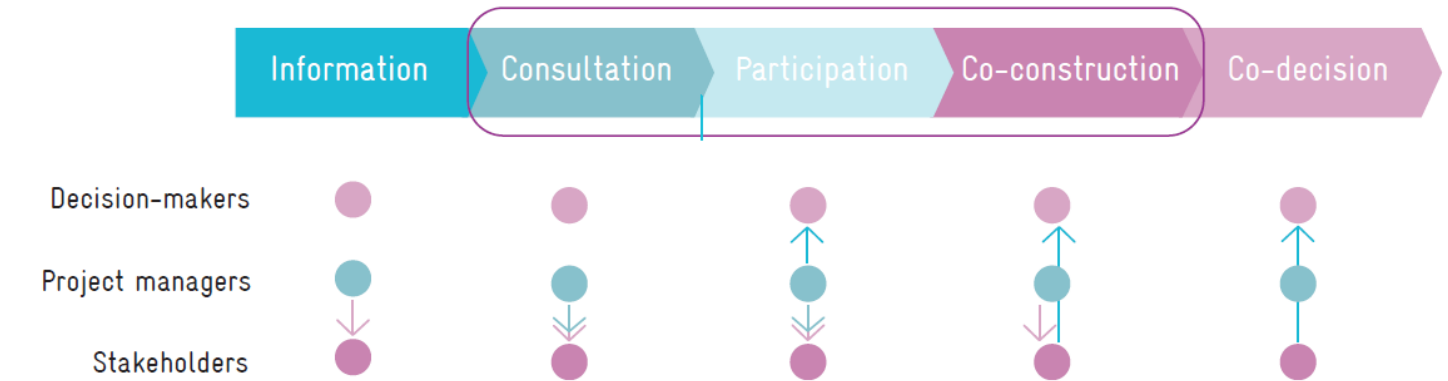 Information
Consultation
Participation
Co-construction
Co-decision
Decision-makers
Project managers
Stakeholders